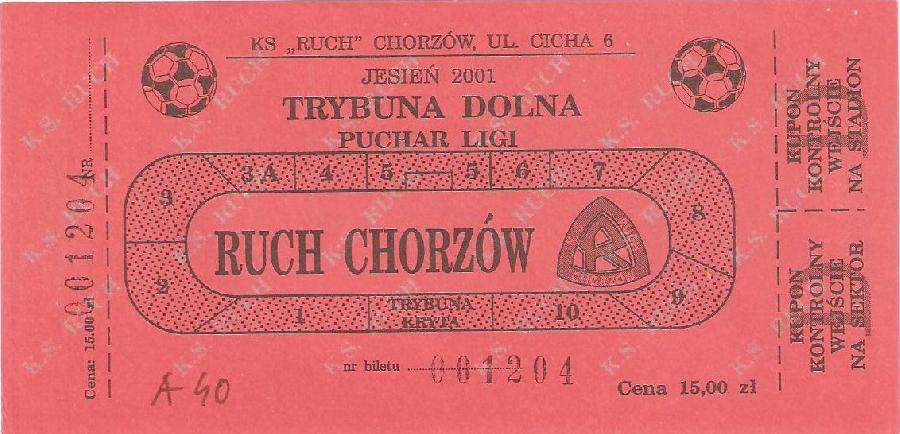 KS „RUCH” CHORZÓW, UL. CICHA 6
JESIEŃ 2001
TRYBUNA DOLNA
PUCHAR LIGI
3 3A 4 5 5 6 7 8
RUCH CHORZÓW
R
2 1 TRYBUNA 10 9
KRYTA
nr biletu 001204
Cena 15,00 zł
A 40
NR 001204
Cena: 15.00 zł
KUPON
KONTROLNY
WEJŚCIE
NA STADION
KUPON
KONTROLNY
WEJŚCIE
NA SEKTOR
K.S. RUCH